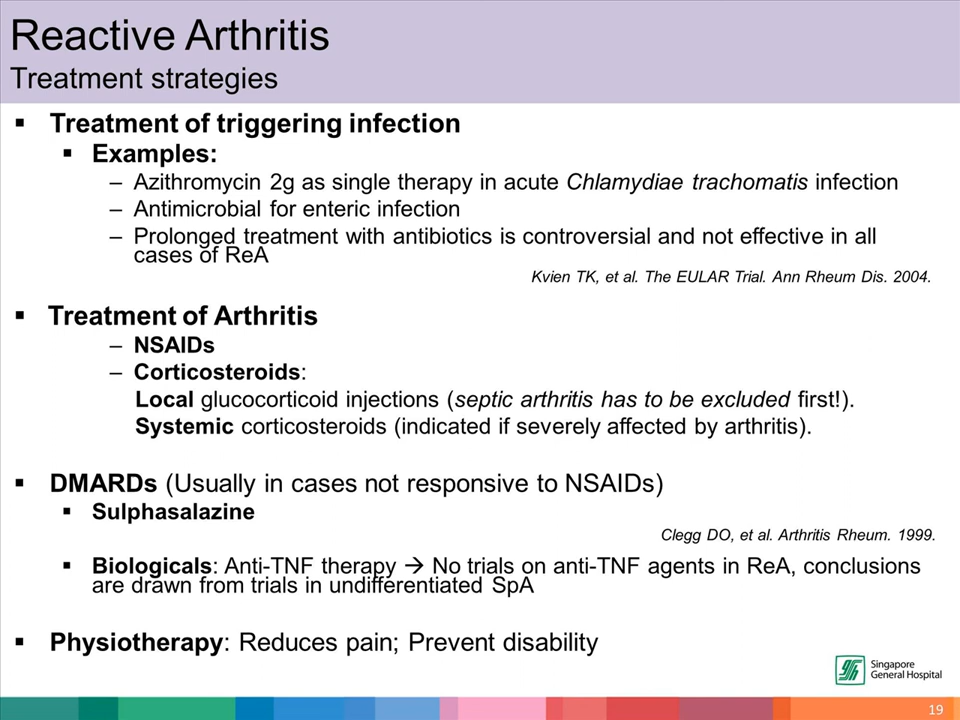 Reactive Arthritis
Treatment strategies
▪ Treatment of triggering infection
▪ Examples:
– Azithromycin 2g as single therapy in acute Chlamydiae trachomatis infection
– Antimicrobial for enteric infection
– Prolonged treatment with antibiotics is controversial and not effective in all
cases of ReA
Kvien TK, et al. The EULAR Trial. Ann Rheum Dis. 2004.
▪ Treatment of Arthritis
– NSAIDs
– Corticosteroids:
Local glucocorticoid injections (septic arthritis has to be excluded first!).
Systemic corticosteroids (indicated if severely affected by arthritis).
▪ DMARDs (Usually in cases not responsive to NSAIDs)
▪ Sulphasalazine
Clegg DO, et al. Arthritis Rheum. 1999.
▪ Biologicals: Anti-TNF therapy → No trials on anti-TNF agents in ReA, conclusions
are drawn from trials in undifferentiated SpA
▪ Physiotherapy: Reduces pain; Prevent disability
Singapore
General Hospital
19